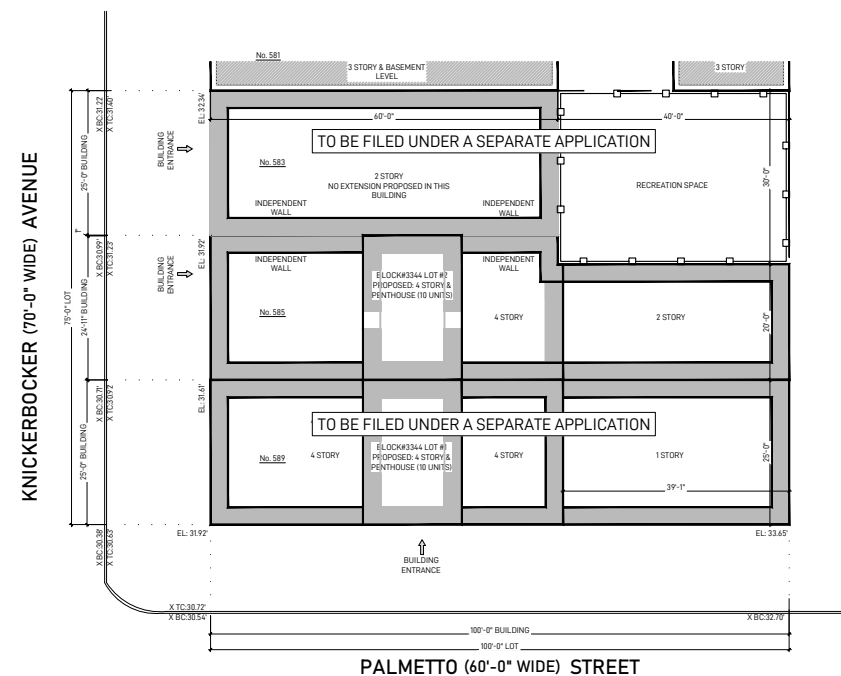 No. 581
3 STORY & BASEMENT
LEVEL
3 STORY
X BC:31.22'
X TC:31.40'
EL: 32.34'
60'-0"
40'-0"
TO BE FILED UNDER A SEPARATE APPLICATION
BUILDING
ENTRANCE
25'-0" BUILDING
No. 583
2 STORY
NO EXTENSION PROPOSED IN THIS
BUILDING
RECREATION SPACE
30'-0"
INDEPENDENT
WALL
INDEPENDENT
WALL
1"
X BC:30.99'
X TC:31.23'
EL: 31.92'
BUILDING
ENTRANCE
INDEPENDENT
WALL
INDEPENDENT
WALL
BLOCK#3344 LOT #2
PROPOSED: 4 STORY &
PENTHOUSE (10 UNITS)
75'-0" LOT
24'-11" BUILDING
No. 585
4 STORY
2 STORY
20'-0"
KNICKERBOCKER (70'-0" WIDE) AVENUE
X BC:30.71'
X TC:30.92'
EL: 31.61'
TO BE FILED UNDER A SEPARATE APPLICATION
25'-0" BUILDING
No. 589
4 STORY
BLOCK#3344 LOT #1
PROPOSED: 4 STORY &
PENTHOUSE (10 UNITS)
4 STORY
1 STORY
25'-0"
39'-1"
X BC:30.38'
X TC:30.63'
EL: 31.92'
EL: 33.65'
BUILDING
ENTRANCE
X TC:30.72'
X BC:30.54'
X BC:32.70'
100'-0" BUILDING
100'-0" LOT
PALMETTO (60'-0" WIDE) STREET